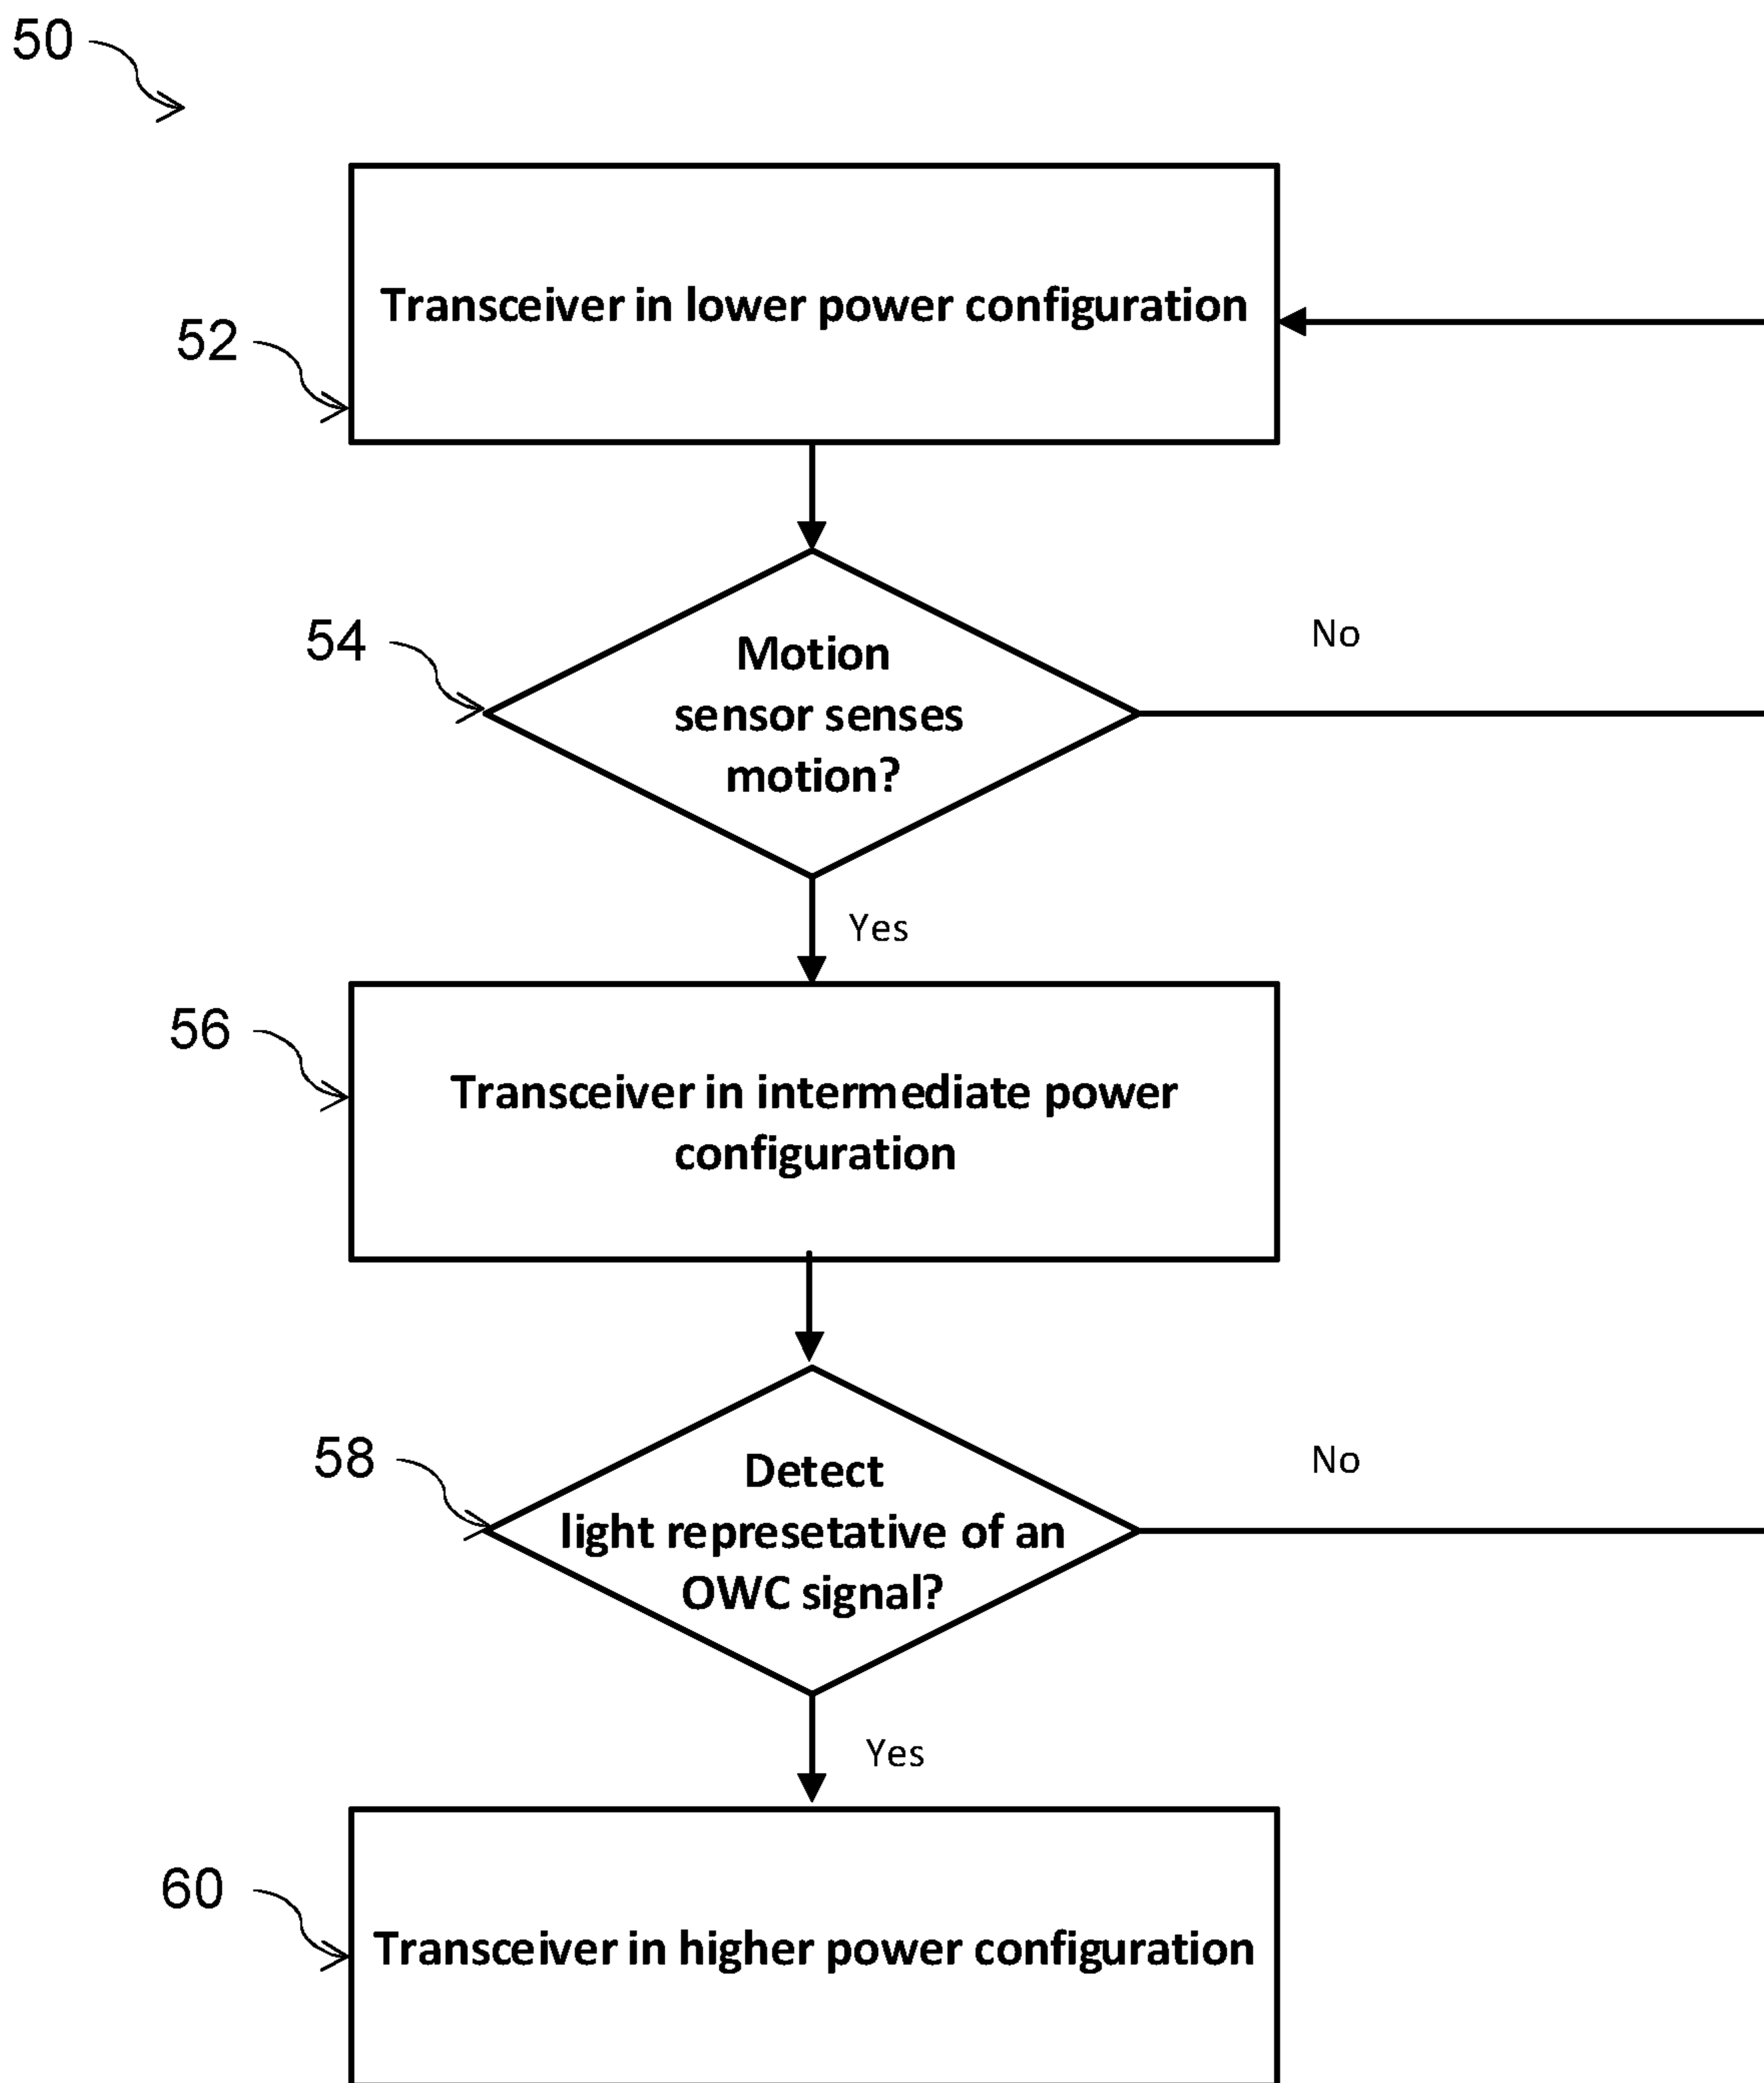 50
Transceiver in lower power configuration
52
54
Motion
sensor senses
motion?
No
Yes
56
Transceiver in intermediate power
configuration
58
Detect
light represetative of an
OWC signal?
No
Yes
60
Transceiver in higher power configuration